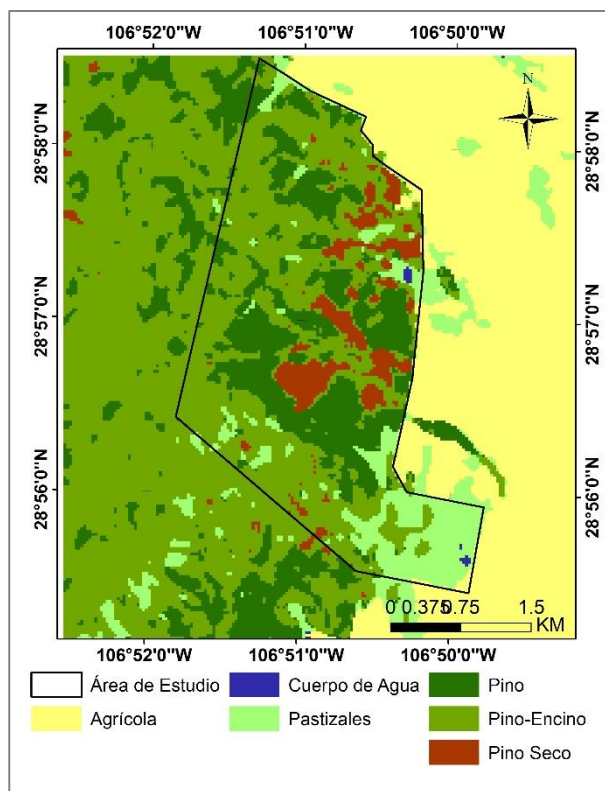 106°52'0"W 106°51'0"W 106°50'0"W
N
28°58'0"N 28°58'0"N
28°57'0"N 28°57'0"N
28°56'0"N 28°56'0"N
0 0.375 0.75 1.5
KM
106°52'0"W 106°51'0"W 106°50'0"W
Área de Estudio Cuerpo de Agua Pino
Agrícola Pastizales Pino-Encino
Pino Seco